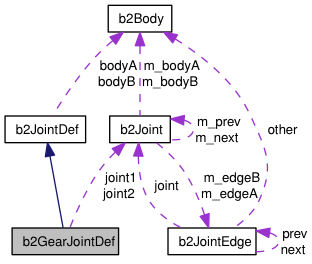 b2Body
bodyA m_bodyA
bodyB m_bodyB
b2JointDef
b2Joint
m_prev
m_next
other
joint1
joint2
joint
m_edgeB
m_edgeA
b2GearJointDef
b2JointEdge
prev
next